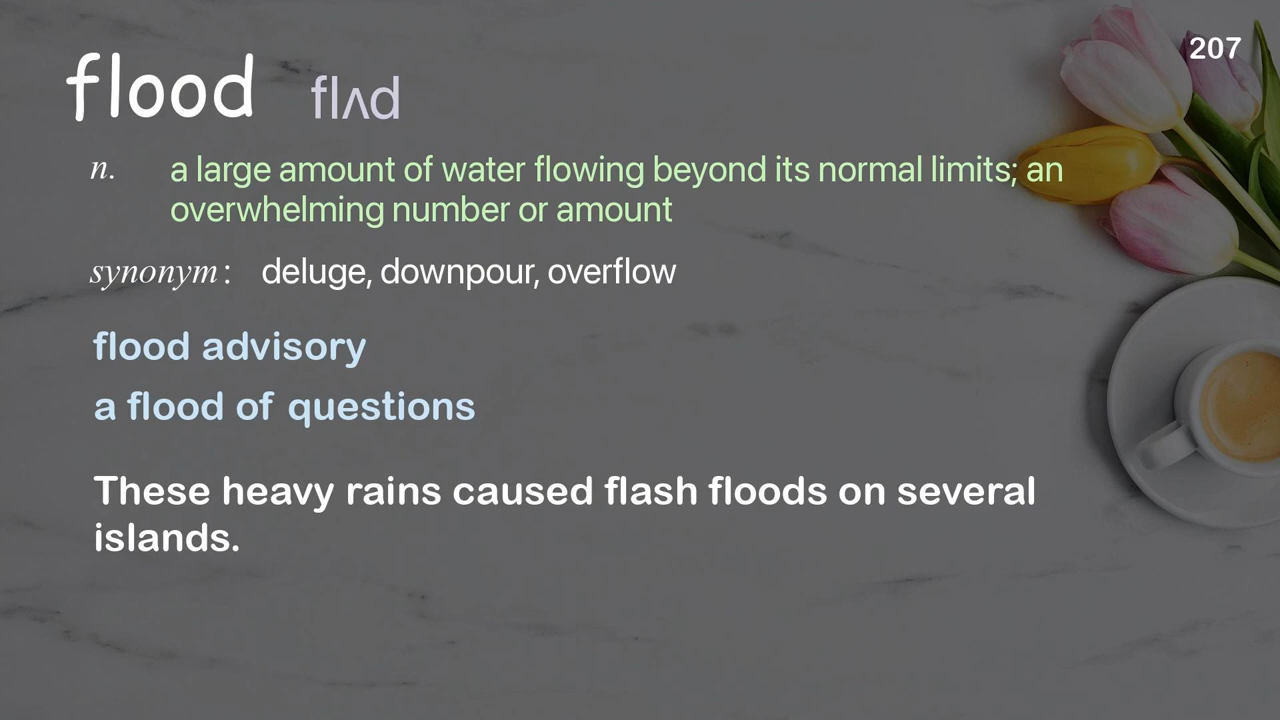 207
flood flʌd
n. a large amount of water flowing beyond its normal limits; an
overwhelming number or amount
synonym: deluge, downpour, overflow
flood advisory
a flood of questions
These heavy rains caused flash floods on several
islands.